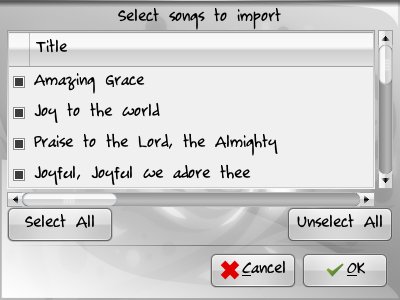 Select songs to import
Title
Amazing Grace
Joy to the world
Praise to the Lord, the Almighty
Joyful, Joyful we adore thee
Select All
Unselect All
Cancel
OK